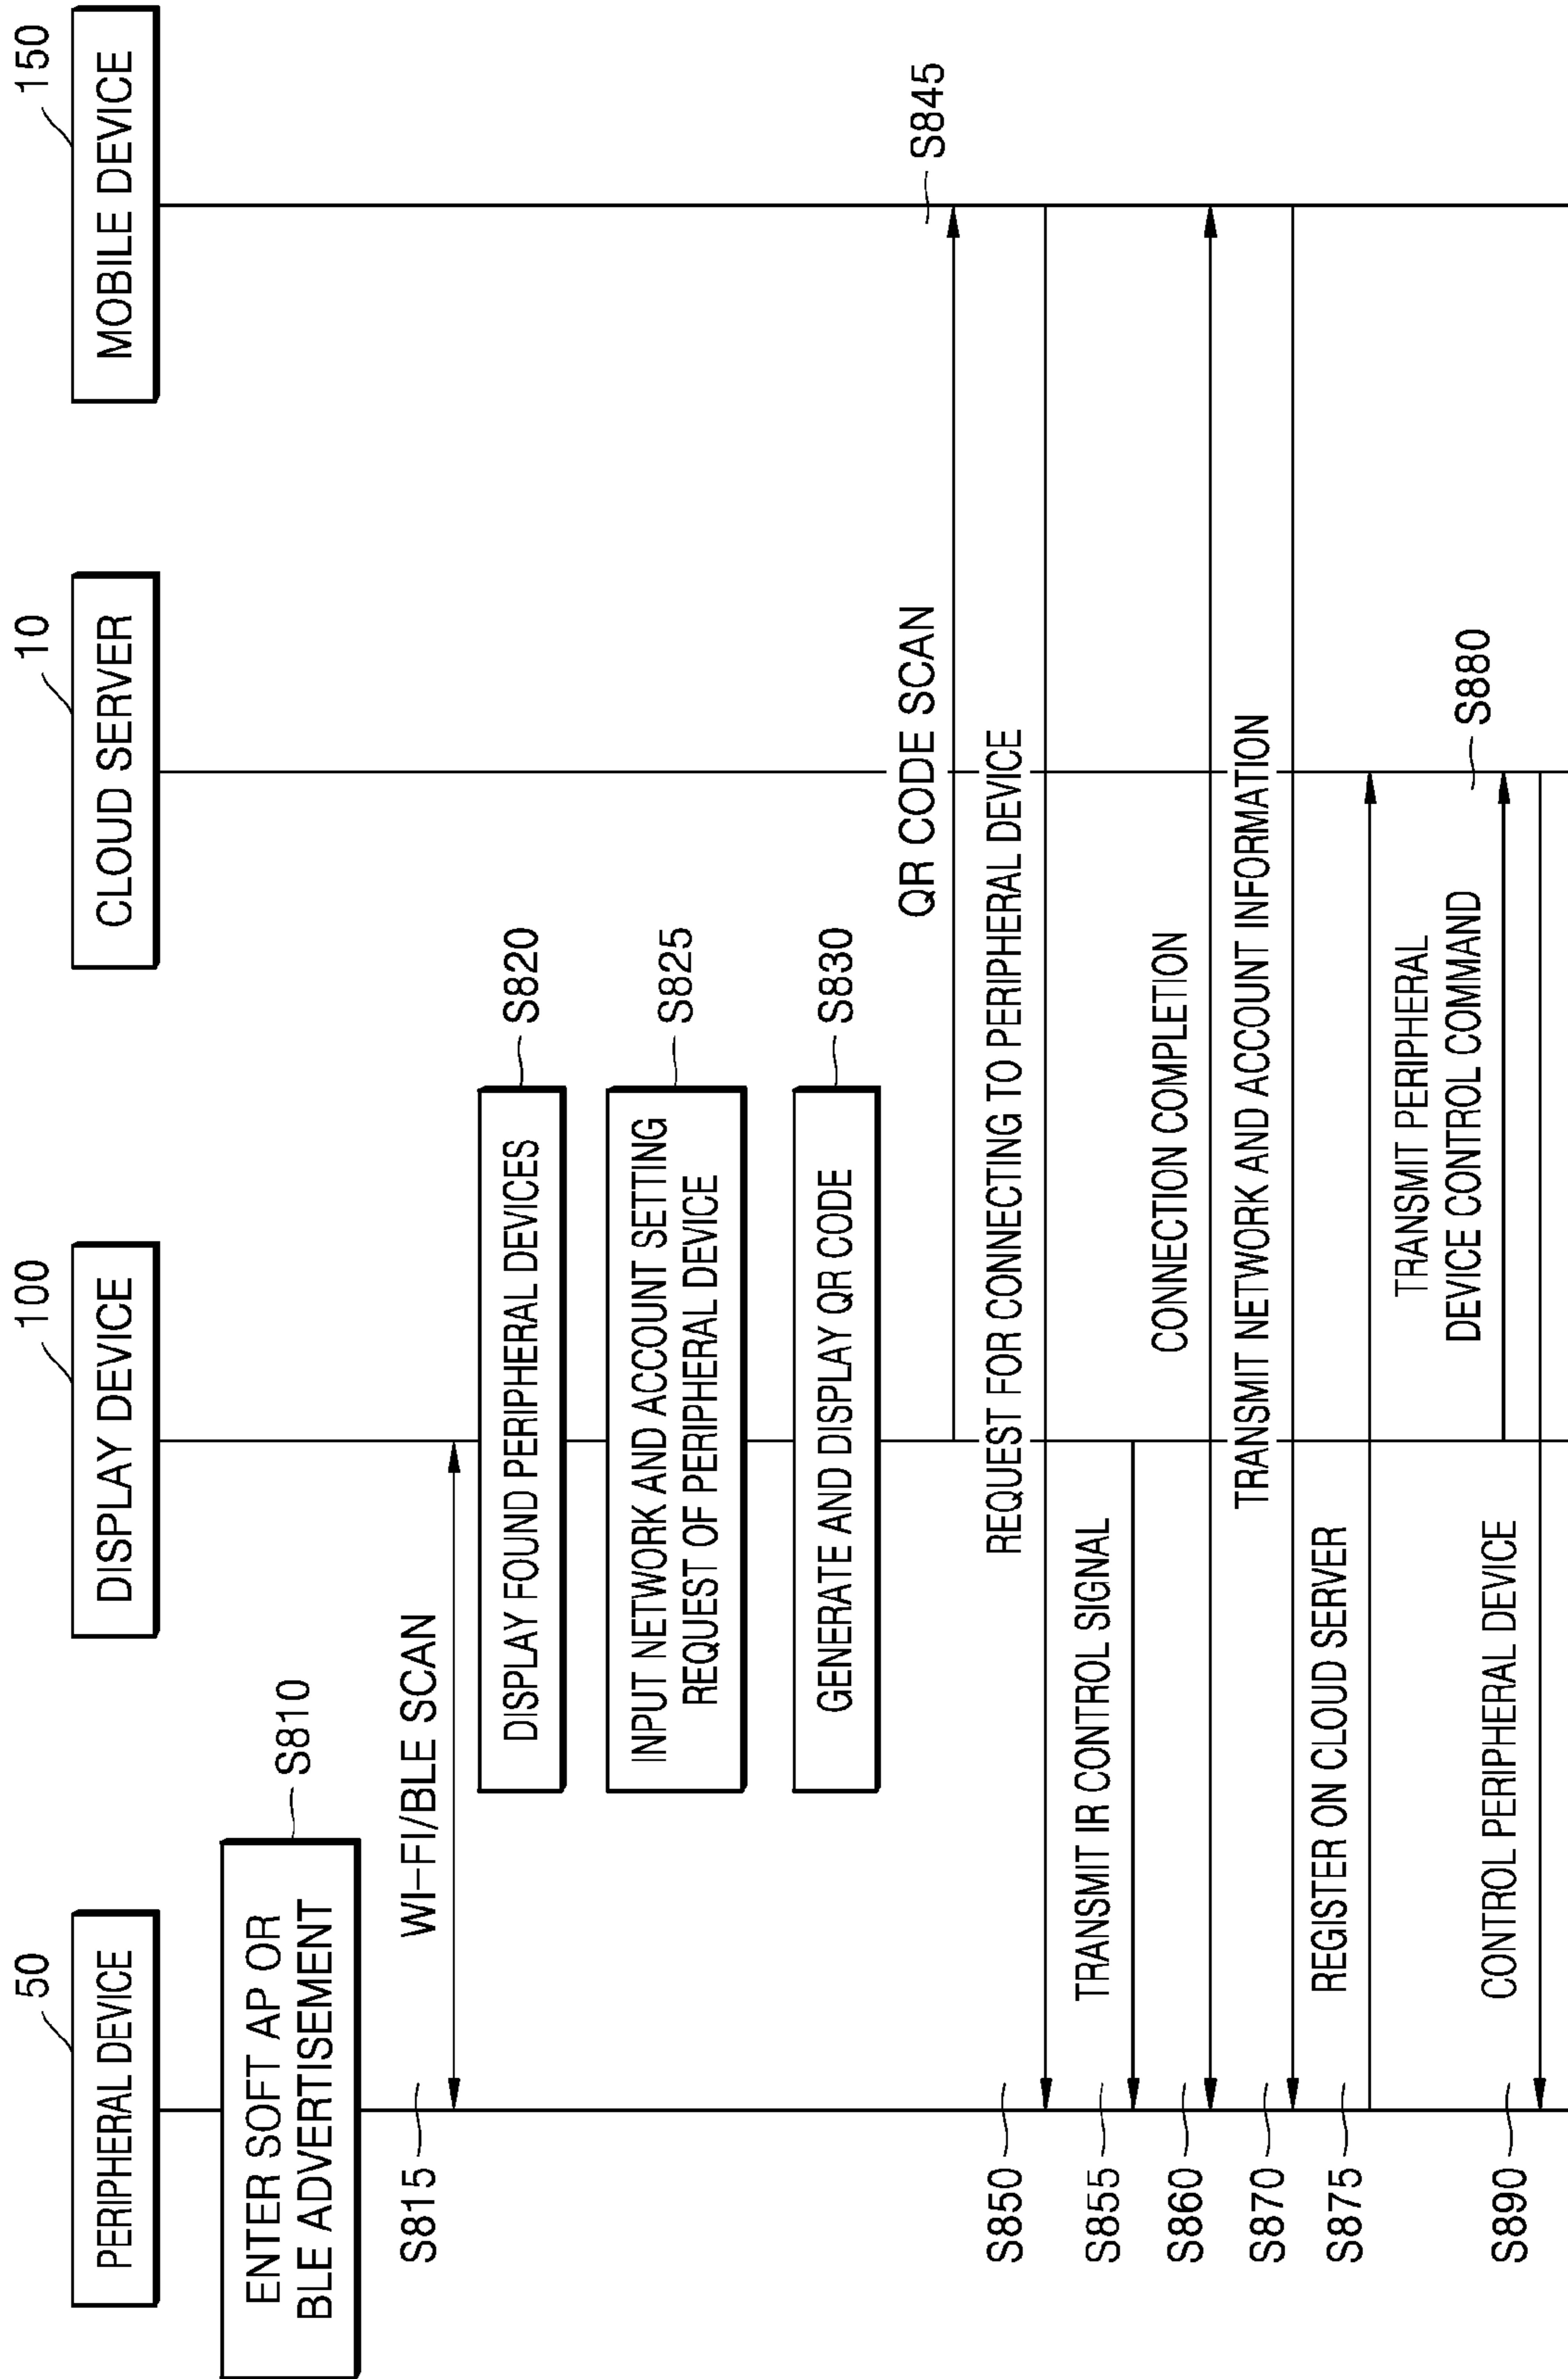 50
PERIPHERAL DEVICE
100
DISPLAY DEVICE
10
CLOUD SERVER
150
MOBILE DEVICE
ENTER SOFT AP OR
BLE ADVERTISEMENT
S810
S815
WI-FI/BLE SCAN
DISPLAY FOUND PERIPHERAL DEVICES
S820
INPUT NETWORK AND ACCOUNT SETTING
REQUEST OF PERIPHERAL DEVICE
S825
GENERATE AND DISPLAY QR CODE
S830
QR CODE SCAN
S845
S850
REQUEST FOR CONNECTING TO PERIPHERAL DEVICE
S855
TRANSMIT IR CONTROL SIGNAL
S860
CONNECTION COMPLETION
S870
TRANSMIT NETWORK AND ACCOUNT INFORMATION
S875
REGISTER ON CLOUD SERVER
TRANSMIT PERIPHERAL
DEVICE CONTROL COMMAND
S880
S890
CONTROL PERIPHERAL DEVICE